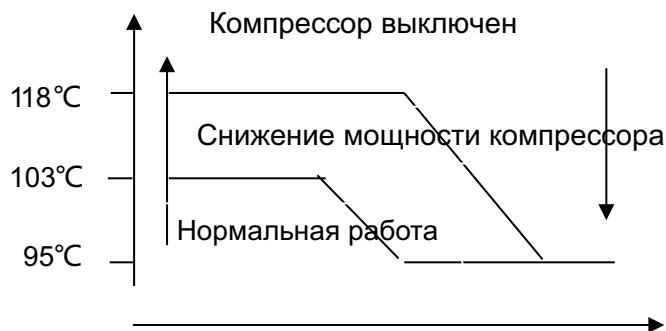 Компрессор выключен
118℃
Снижение мощности компрессора
103℃
Нормальная работа
95℃